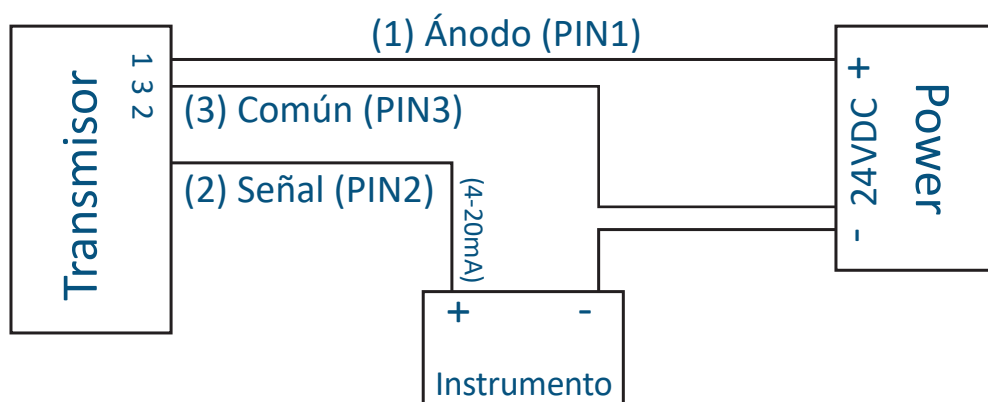 (1) Ánodo (PIN1)
Transmisor
1 3 2
(3) Común (PIN3)
(2) Señal (PIN2)
(4-20mA)
+ -
Instrumento
- 24VDC +
Power